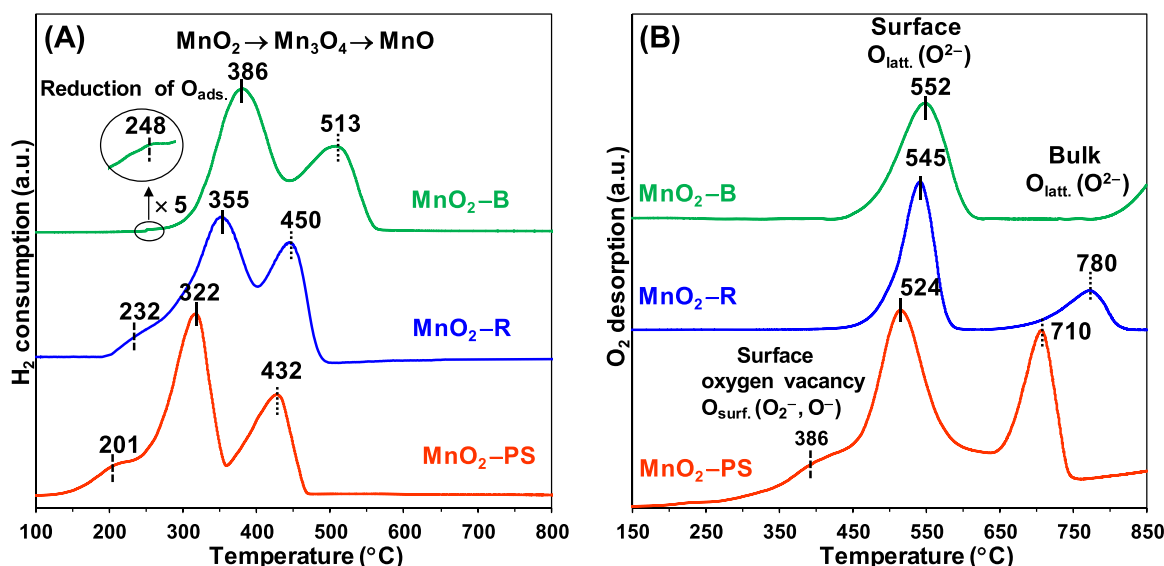 (A)
MnO₂→Mn₃O₄→MnO
386
Reduction of Oads.
248
513
× 5
MnO₂–B
355
450
322
232
MnO₂–R
432
201
MnO₂–PS
H₂ consumption (a.u.)
100 200 300 400 500 600 700 800
Temperature (°C)
(B)
Surface
Olatt. (O²⁻)
552
Bulk
Olatt. (O²⁻)
545
MnO₂–B
780
524
MnO₂–R
710
Surface
oxygen vacancy
Osurf. (O₂⁻, O⁻)
386
MnO₂–PS
O₂ desorption (a.u.)
150 250 350 450 550 650 750 850
Temperature (°C)